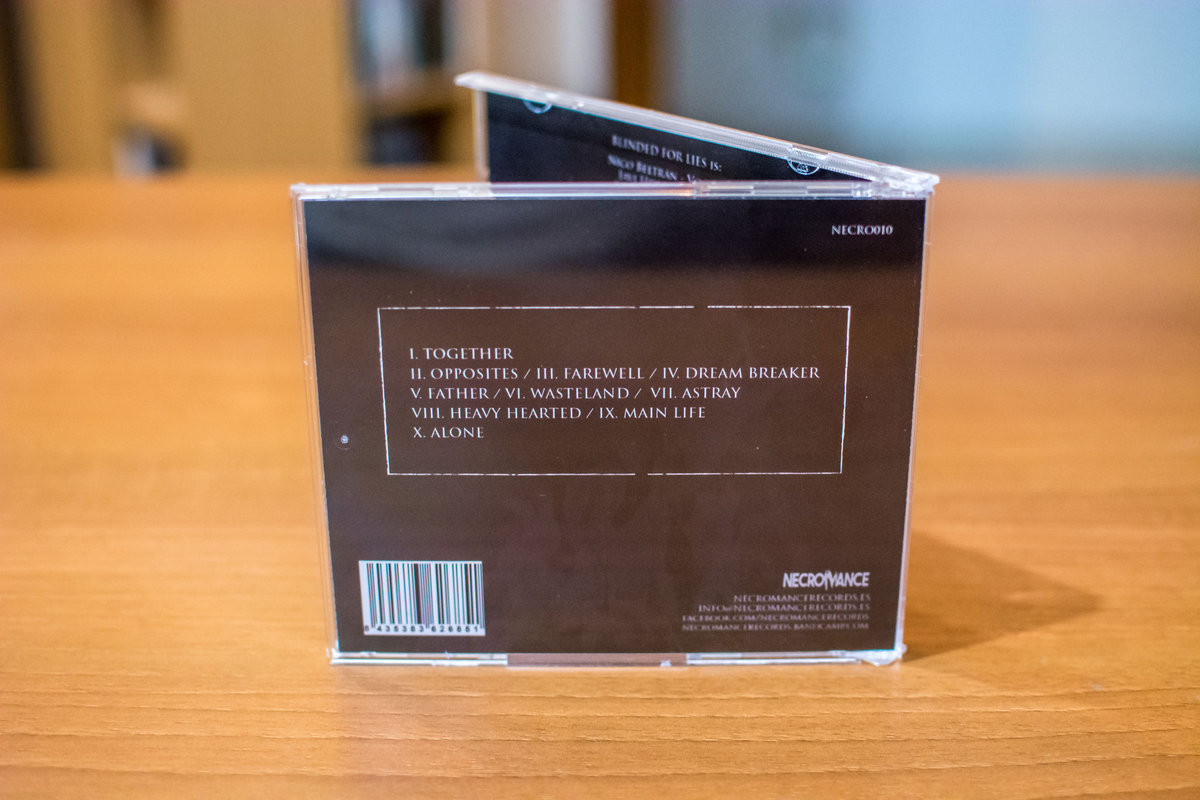 BLINDED FOR LIES IS:
NICO BELTRAN -
NECRO010
I. TOGETHER
II. OPPOSITES / III. FAREWELL / IV. DREAM BREAKER
V. FATHER / VI. WASTELAND / VII. ASTRAY
VIII. HEAVY HEARTED / IX. MAIN LIFE
X. ALONE
NECROMANCE
NECROMANCERECORDS.ES
INFO@NECROMANCERECORDS.ES
FACEBOOK.COM/NECROMANCERECORDS
NECROMANCERECORDS.BANDCAMP.COM